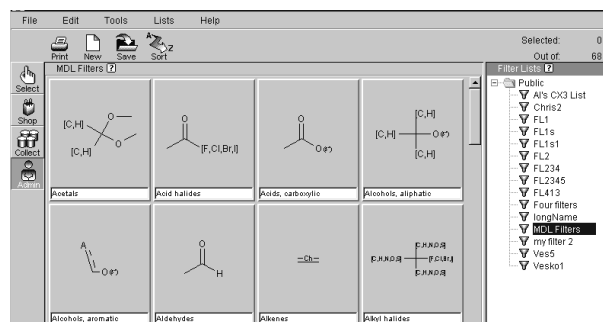 File Edit Tools Lists Help
Print New Save Sort
A Z
Selected: 0
Out of: 68
MDL Filters ?
Filter Lists ?
Select
Shop
Collect
Admin
[C,H] O
O
[C,H]
Acetals
O
[F,Cl,Br,I]
Acid halides
O
Acids, carboxylic
[C,H]
[C,H] O
[C,H]
Alcohols, aliphatic
A
O
Alcohols, aromatic
O
H
Aldehydes
Ch
Alkenes
[C,H,N,O,S]
[C,H,N,O,S] [F,Cl,Br,I]
[C,H,N,O,S]
Alkyl halides
Public
Al's CX3 List
Chris2
FL1
FL1s
FL1s1
FL2
FL234
FL2345
FL413
Four filters
longName
MDL Filters
my filter 2
Ves5
Vesko1